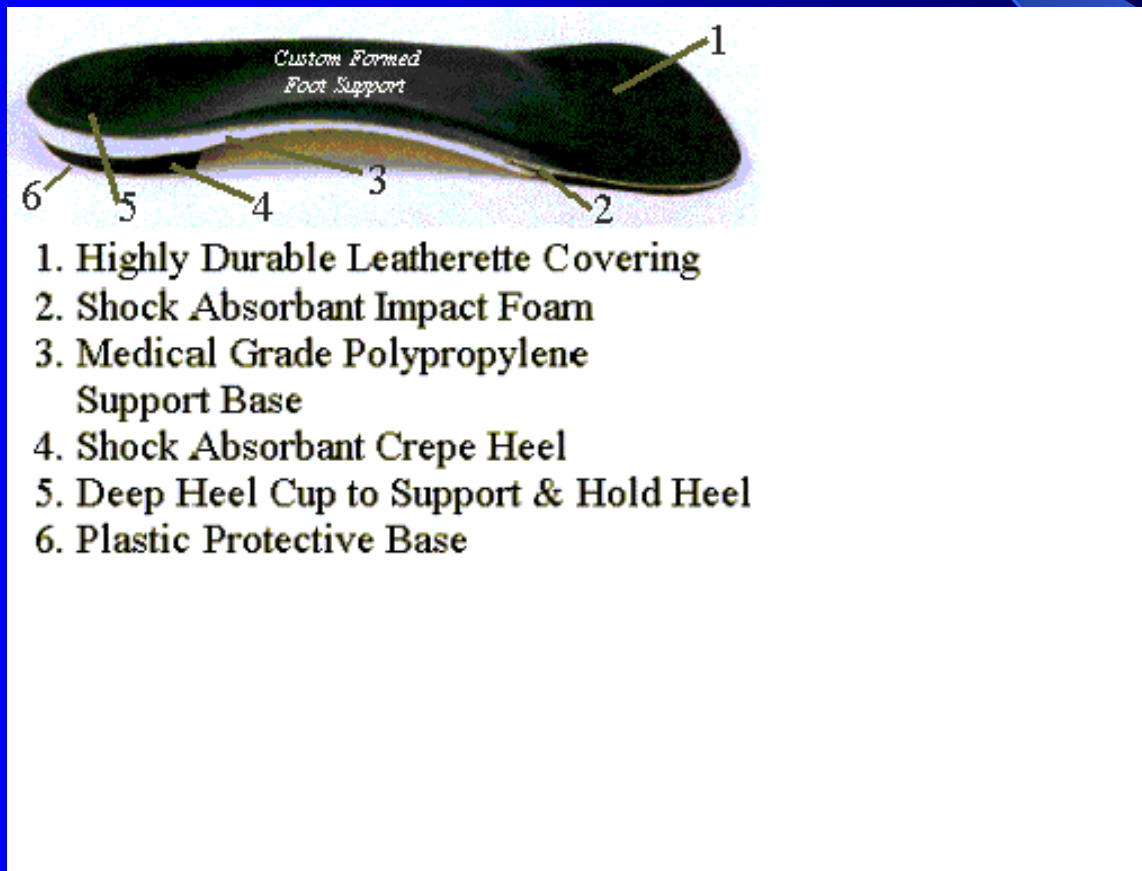 Custom Formed
Foot Support
1
6
5
4
3
2
1. Highly Durable Leatherette Covering
2. Shock Absorbant Impact Foam
3. Medical Grade Polypropylene
Support Base
4. Shock Absorbant Crepe Heel
5. Deep Heel Cup to Support & Hold Heel
6. Plastic Protective Base